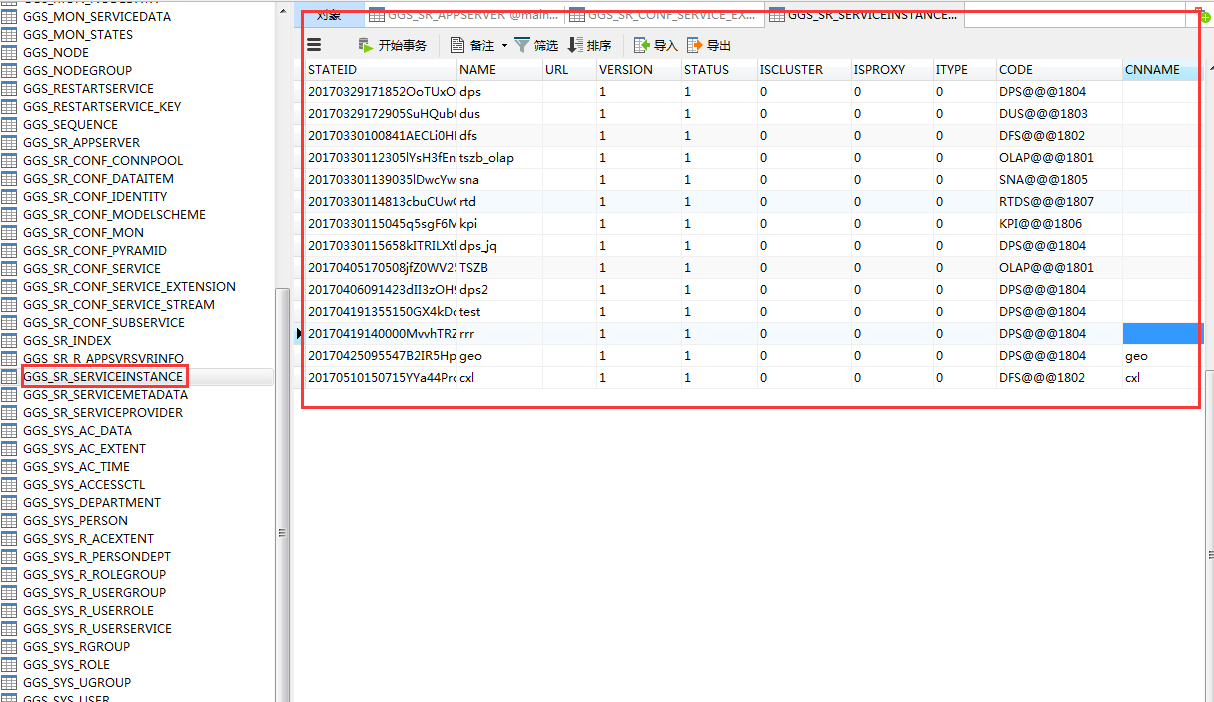 GGS_MON_SERVICEDATA
GGS_MON_STATES
GGS_NODE
GGS_NODEGROUP
GGS_RESTARTSERVICE
GGS_RESTARTSERVICE_KEY
GGS_SEQUENCE
GGS_SR_APPSERVER
GGS_SR_CONF_CONNPOOL
GGS_SR_CONF_DATAITEM
GGS_SR_CONF_IDENTITY
GGS_SR_CONF_MODELSCHEME
GGS_SR_CONF_MON
GGS_SR_CONF_PYRAMID
GGS_SR_CONF_SERVICE
GGS_SR_CONF_SERVICE_EXTENSION
GGS_SR_CONF_SERVICE_STREAM
GGS_SR_CONF_SUBSERVICE
GGS_SR_INDEX
GGS_SR_R_APPSVRSVRINFO
GGS_SR_SERVICEINSTANCE
GGS_SR_SERVICEMETADATA
GGS_SR_SERVICEPROVIDER
GGS_SYS_AC_DATA
GGS_SYS_AC_EXTENT
GGS_SYS_AC_TIME
GGS_SYS_ACCESSCTL
GGS_SYS_DEPARTMENT
GGS_SYS_PERSON
GGS_SYS_R_ACEXTENT
GGS_SYS_R_PERSONDEPT
GGS_SYS_R_ROLEGROUP
GGS_SYS_R_USERGROUP
GGS_SYS_R_USERROLE
GGS_SYS_R_USERSERVICE
GGS_SYS_RGROUP
GGS_SYS_ROLE
GGS_SYS_UGROUP
GGS_SYS_USER
对象 GGS_SR_APPSERVER @main... GGS_SR_CONF_SERVICE_EX... GGS_SR_SERVICEINSTANCE...
开始事务 备注 筛选 排序 导入 导出
STATEID NAME URL VERSION STATUS ISCLUSTER ISPROXY ITYPE CODE CNNAME
20170329171852OoTUxO dps 1 1 0 0 0 DPS@@@1804
20170329172905SuHQub dus 1 1 0 0 0 DUS@@@1803
20170330100841AECLi0H dfs 1 1 0 0 0 DFS@@@1802
20170330112305lYsH3fEn tszb_olap 1 1 0 0 0 OLAP@@@1801
20170330113903 5lDwcYw sna 1 1 0 0 0 SNA@@@1805
20170330114813cbuCUw rtd 1 1 0 0 0 RTDS@@@1807
20170330115045q5sgF6M kpi 1 1 0 0 0 KPI@@@1806
20170330115658kITRILXt dps_jq 1 1 0 0 0 DPS@@@1804
20170405170508jfZ0WV2 TSZB 1 1 0 0 0 OLAP@@@1801
20170406091423dII3zOH dps2 1 1 0 0 0 DPS@@@1804
20170419135515 0GX4kD test 1 1 0 0 0 DPS@@@1804
20170419140000MvvhTRZ rrr 1 1 0 0 0 DPS@@@1804
20170425095547B2IR5Hp geo 1 1 0 0 0 DPS@@@1804 geo
20170510150715YYa44Pr cxl 1 1 0 0 0 DFS@@@1802 cxl